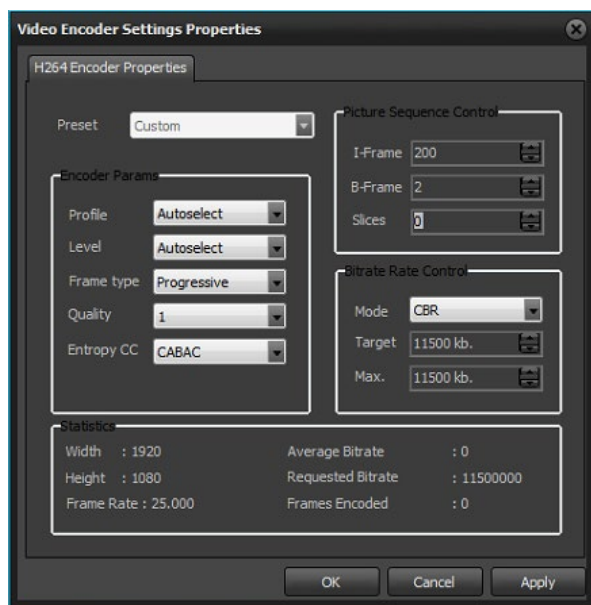 Video Encoder Settings Properties
H264 Encoder Properties
Preset Custom
Encoder Params
Profile Autoselect
Level Autoselect
Frame type Progressive
Quality 1
Entropy CC CABAC
Picture Sequence Control
I-Frame 200
B-Frame 2
Slices 0
Bitrate Rate Control
Mode CBR
Target 11500 kb.
Max. 11500 kb.
Statistics
Width : 1920
Height : 1080
Frame Rate : 25.000
Average Bitrate : 0
Requested Bitrate : 11500000
Frames Encoded : 0
OK Cancel Apply